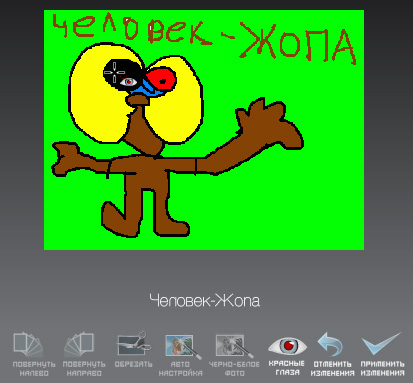 человек-ЖОПА
Человек-Жопа
ПОВЕРНУТЬ НАЛЕВО
ПОВЕРНУТЬ НАПРАВО
ОБРЕЗАТЬ
АВТО НАСТРОЙКА
ЧЕРНО-БЕЛОЕ ФОТО
КРАСНЫЕ ГЛАЗА
ОТМЕНИТЬ ИЗМЕНЕНИЯ
ПРИМЕНИТЬ ИЗМЕНЕНИЯ